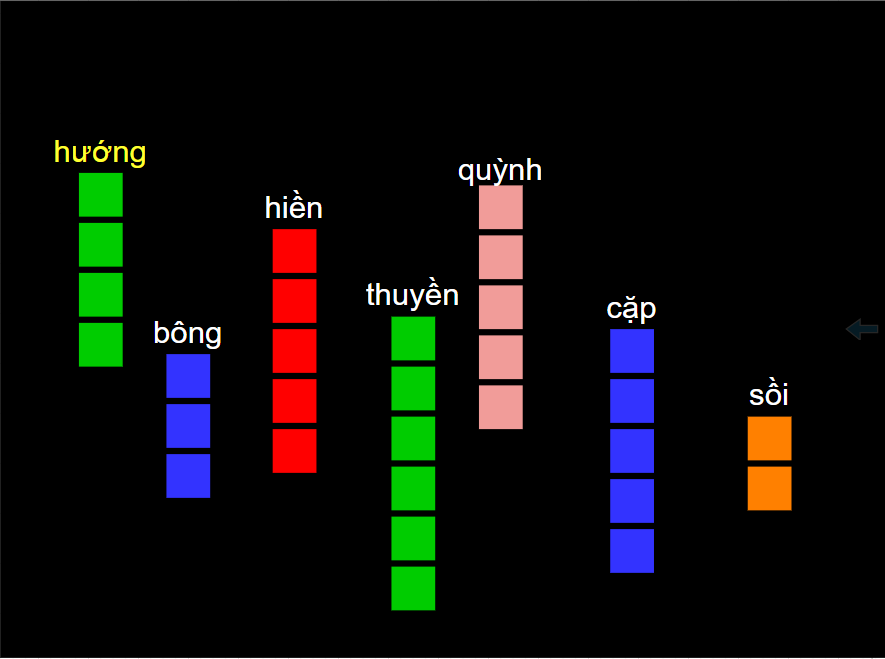 hướng
bông
hiền
thuyền
quỳnh
cặp
sồi